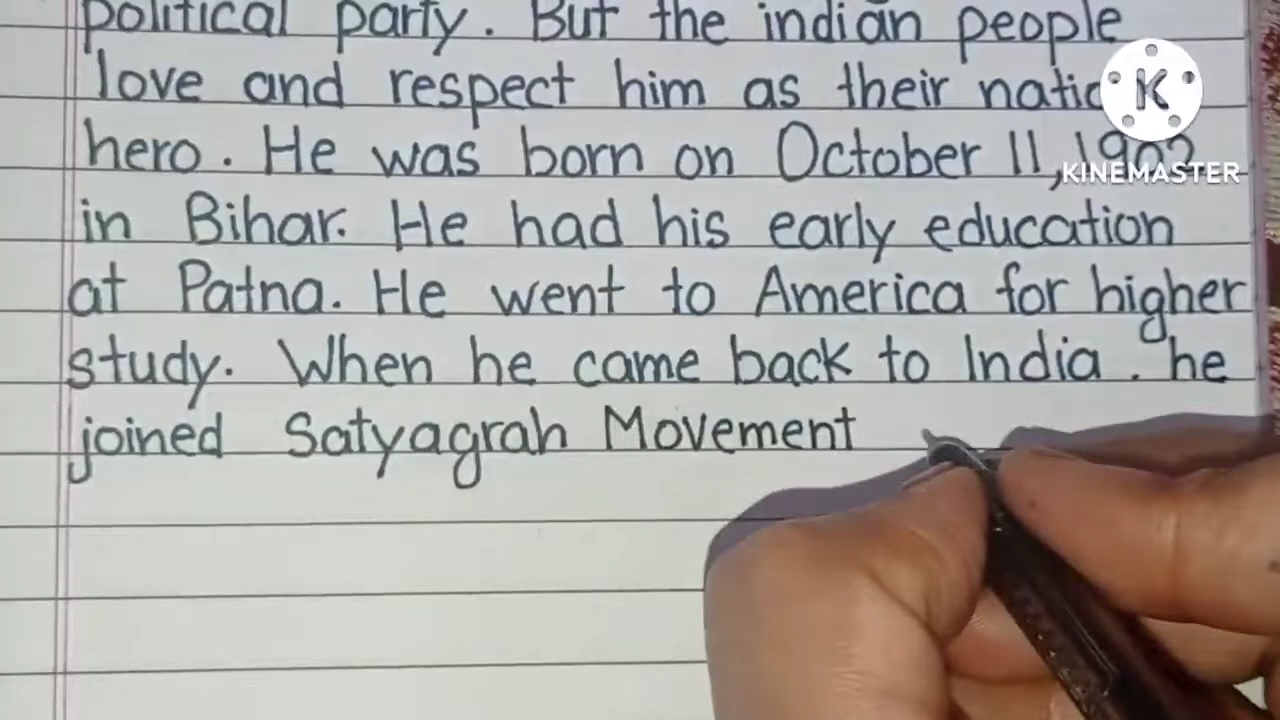 political party. But the indian people
love and respect him as their
hero. He was born on October 11,
in Bihar. He had his early education
at Patna. He went to America for higher
study. When he came back to India. he
joined Satyagrah Movement
K
KINEMASTER